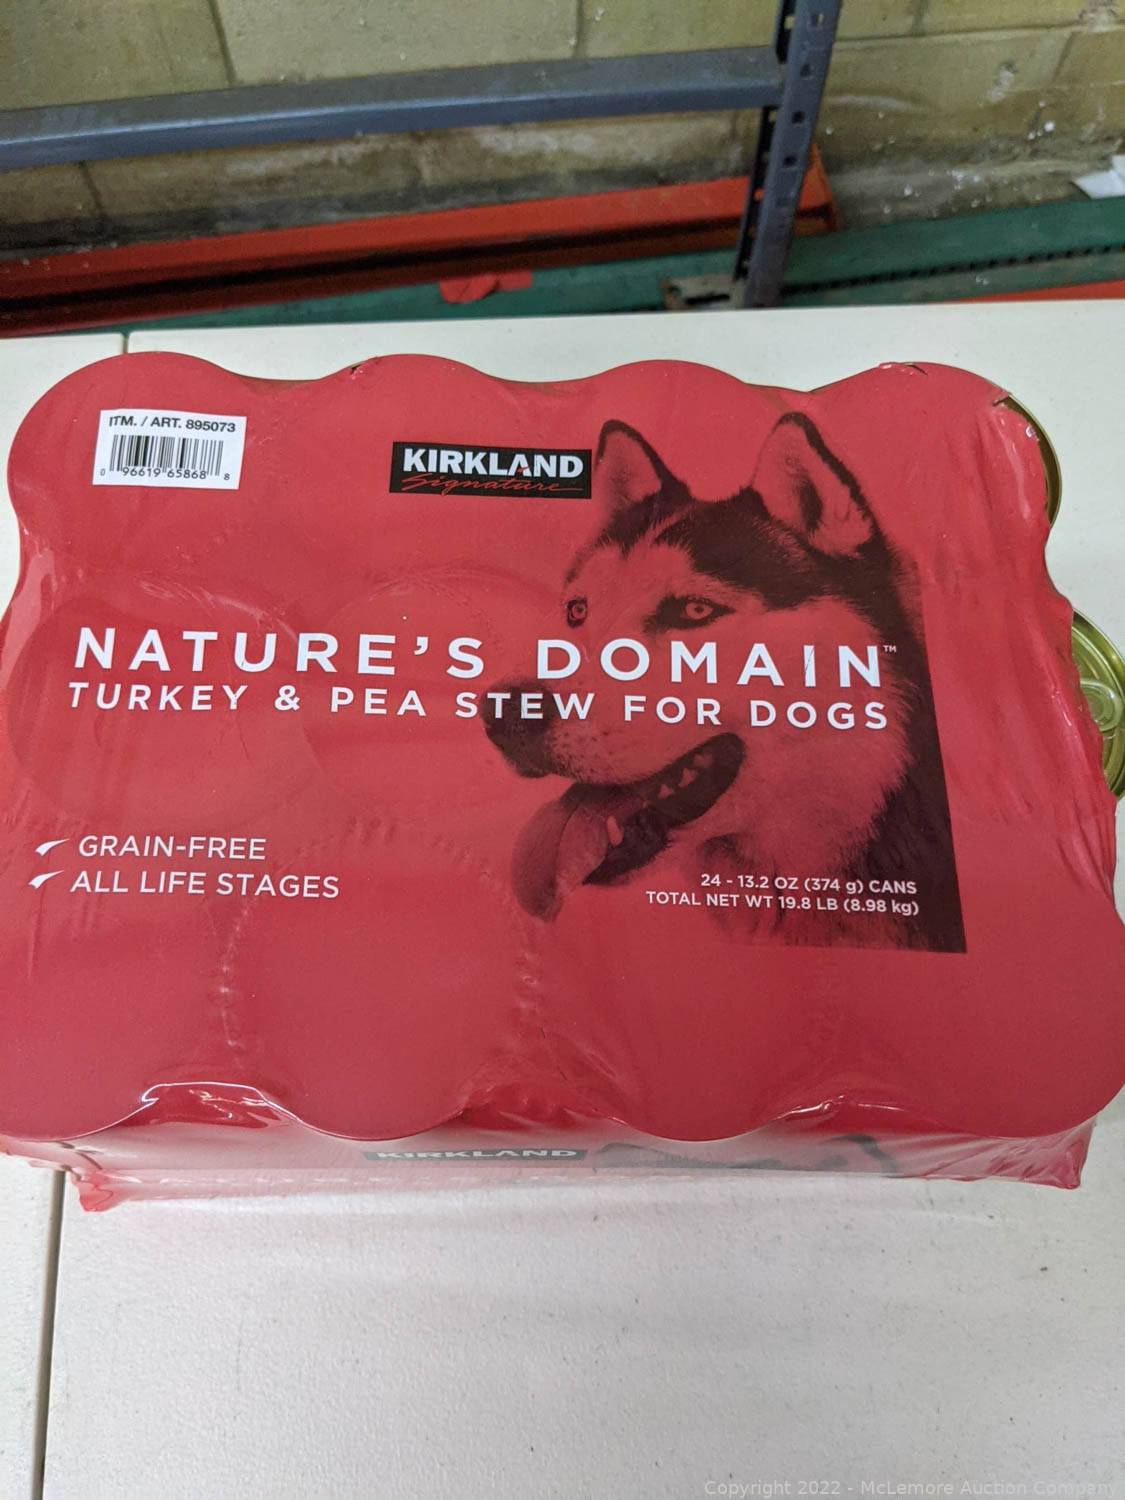 ITM. / ART. 895073
0 96619 65868 8
KIRKLAND
Signature
NATURE'S DOMAIN™
TURKEY & PEA STEW FOR DOGS
GRAIN-FREE
ALL LIFE STAGES
24 - 13.2 OZ (374 g) CANS
TOTAL NET WT 19.8 LB (8.98 kg)
KIRKLAND
Copyright 2022 - McLemore Auction Company